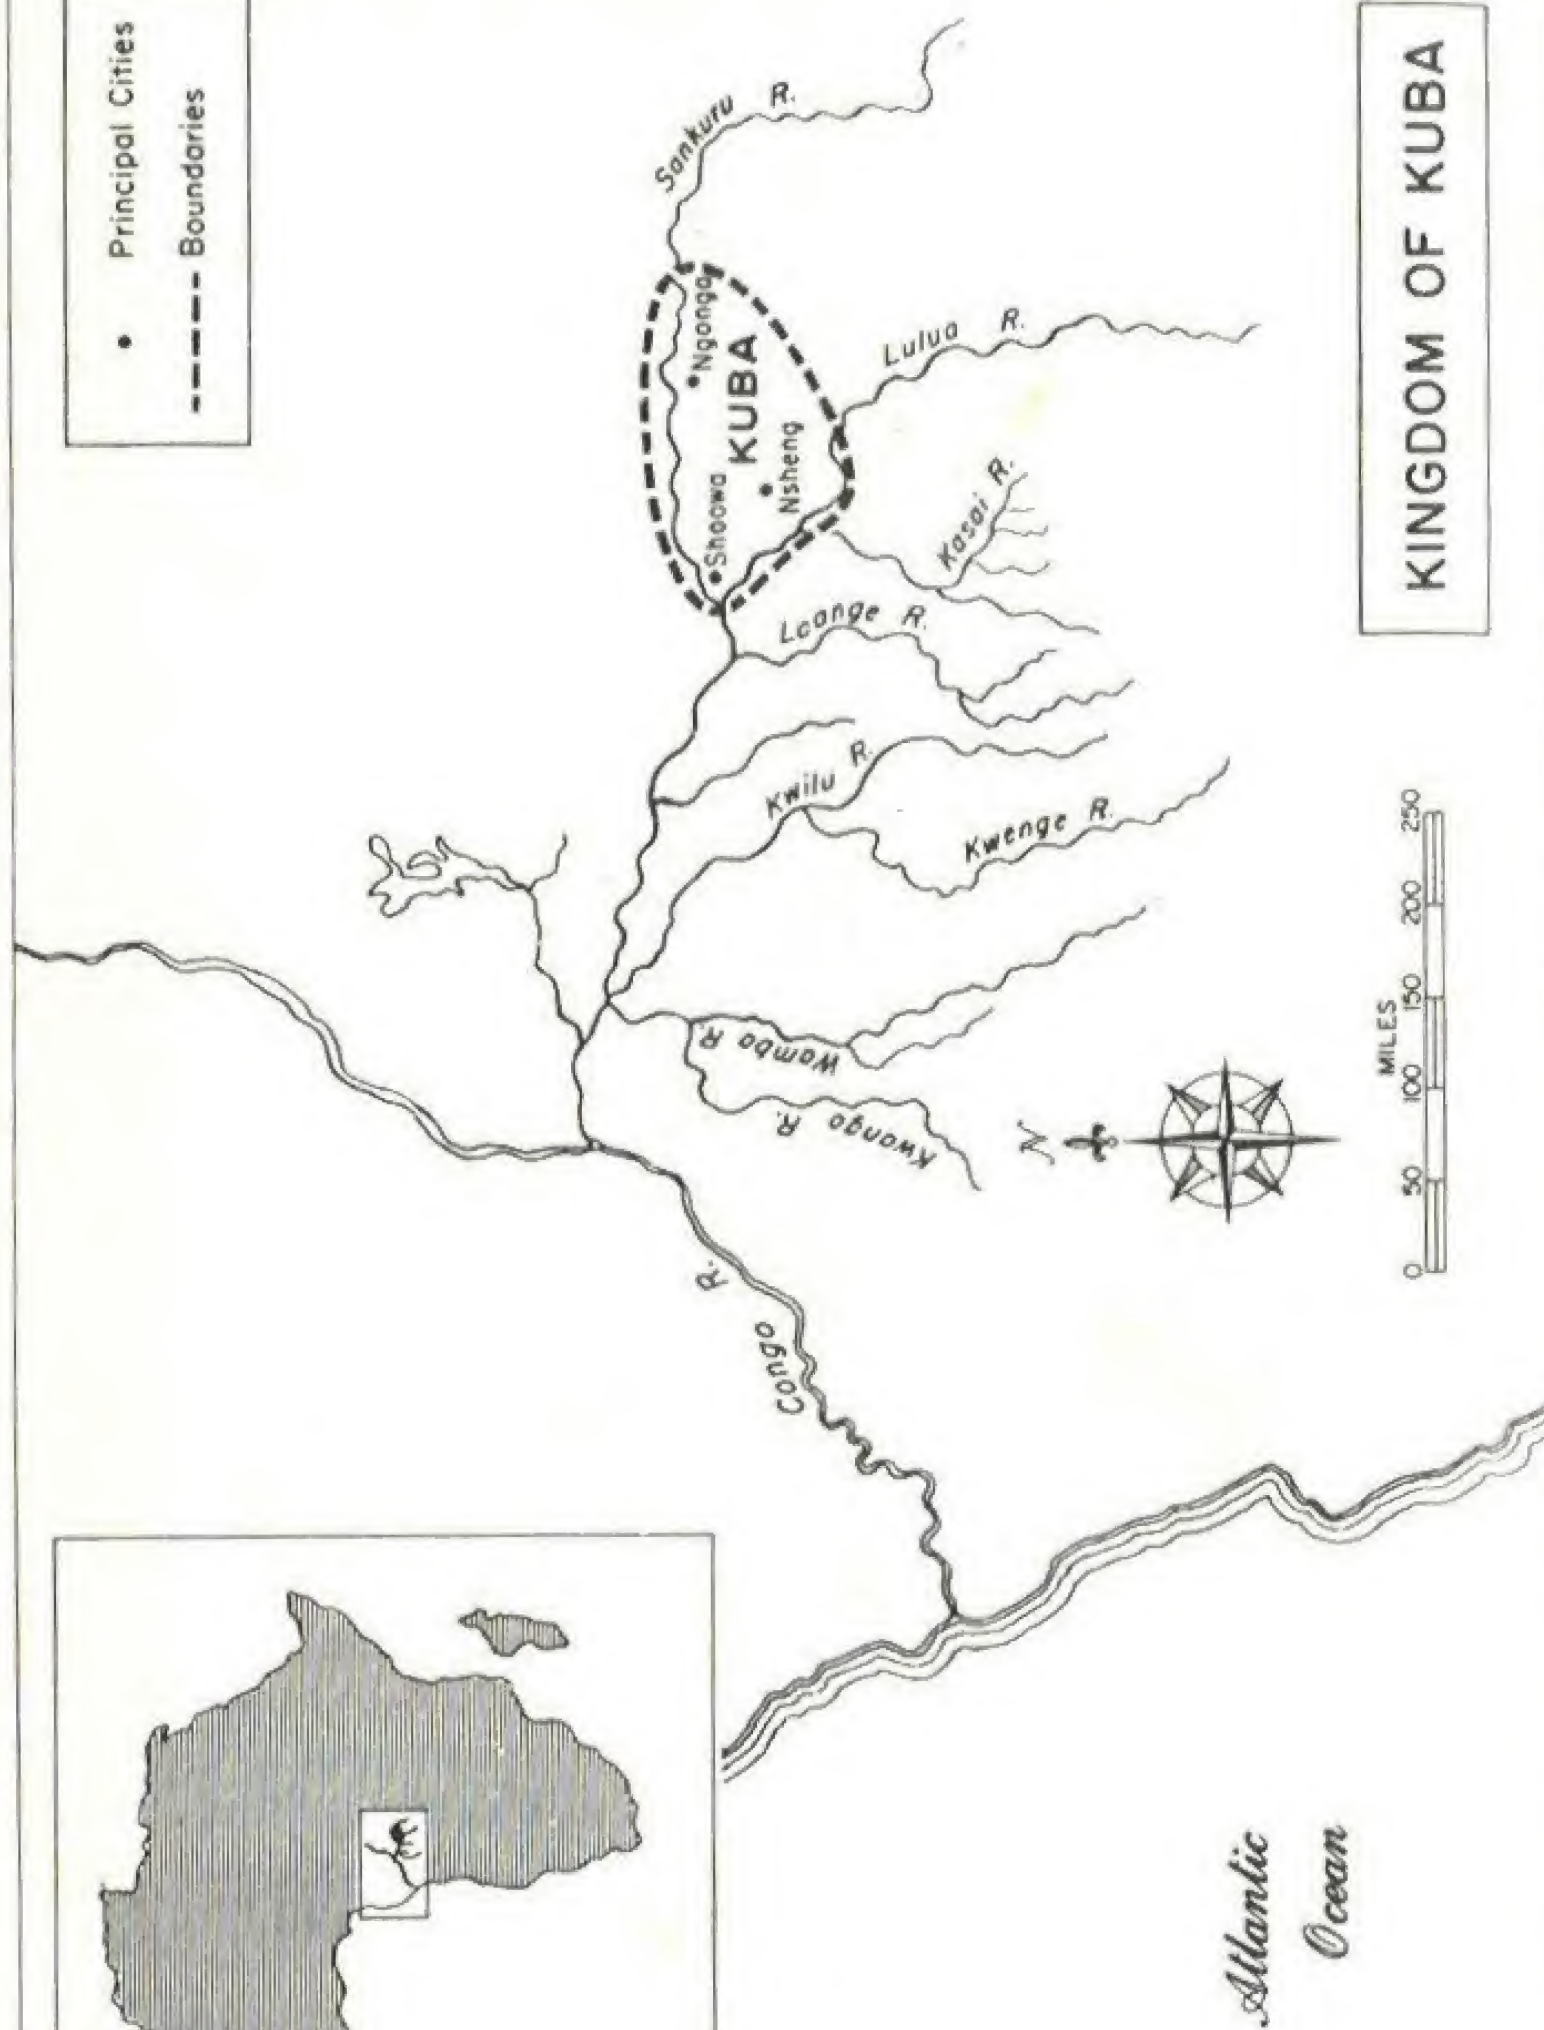 Principal Cities
Boundaries
Sankuru R.
Ngongo
KUBA
Shoowa
Nsheng
Lulua R.
Kasai R.
Loange R.
Kwilu R.
Kwenge R.
Wamba R.
Kwango R.
Congo R.
N
MILES
0 50 100 150 200 250
KINGDOM OF KUBA
Atlantic
Ocean